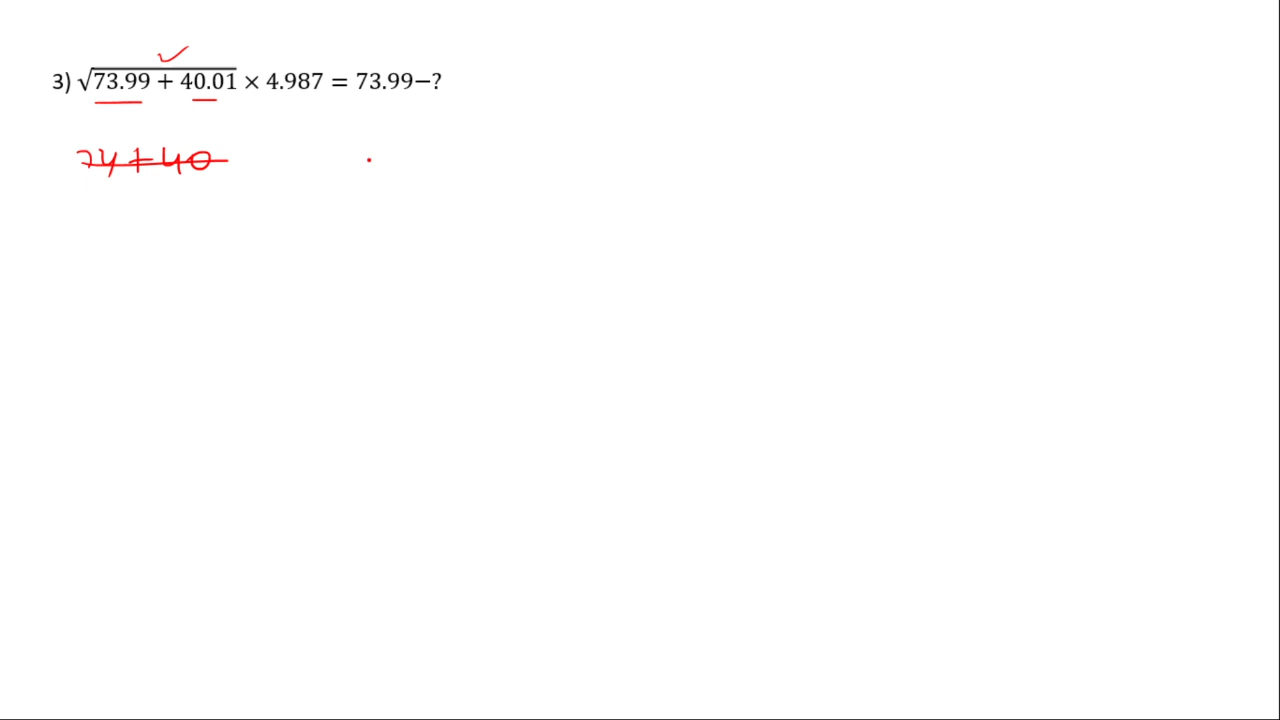 3) √73.99 + 40.01 × 4.987 = 73.99−?
74+40